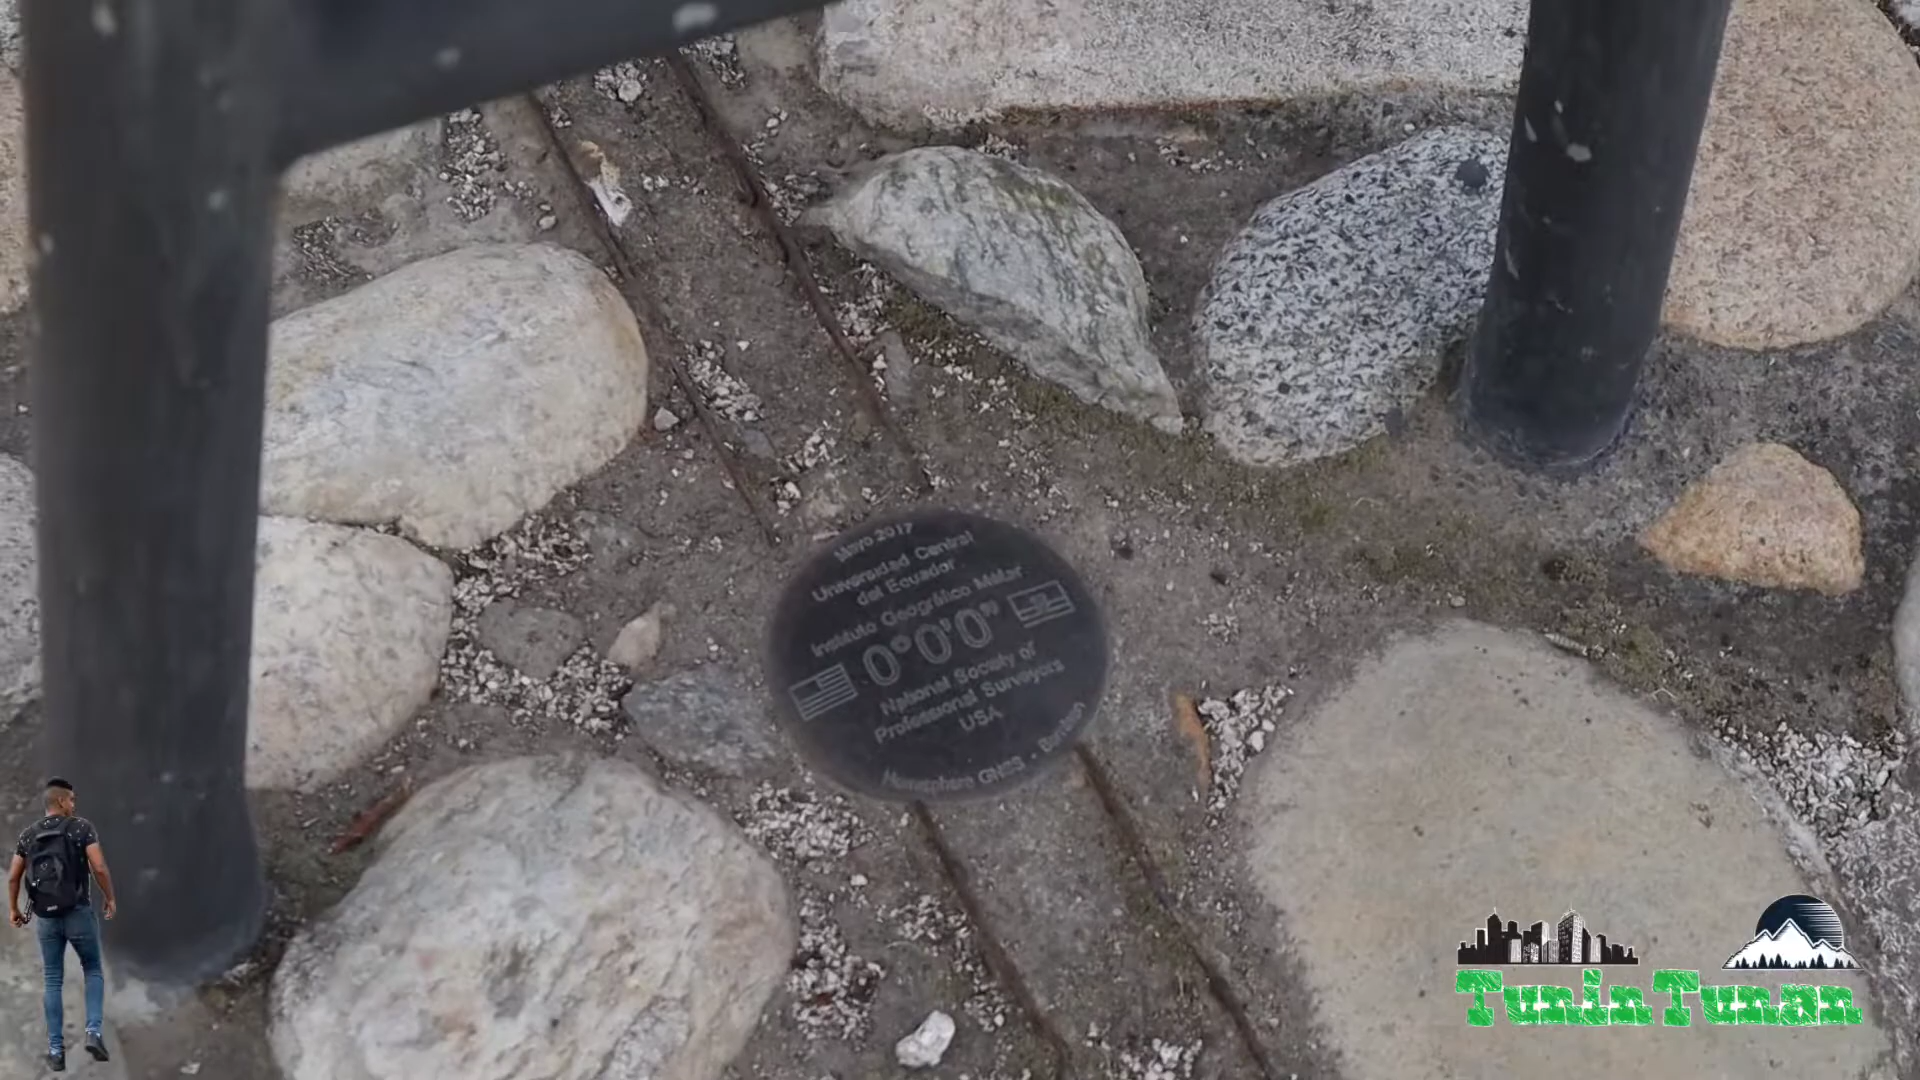 Mayo 2017
Universidad Central
del Ecuador
Instituto Geográfico Militar
0°0'0"
National Society of
Professional Surveyors
USA
Hemisphere GNSS
TuninTunan